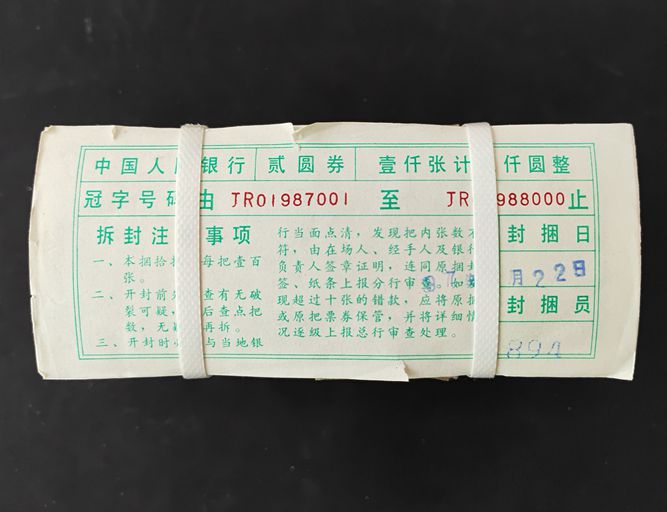 中国人民银行 贰圆券 壹仟张计 仟圆整
冠字号码由 JR01987001 至 JR 988000止
拆封注 事项
一、本捆拾把 每把壹百
张。
二、开封前 查有无破
裂可疑, 后查点把
数,无 再拆。
三、开封时 与当地银
行当面点清,发现把内张数不
符,由在场人、经手人及银行
负责人签章证明,连同原捆封
签、纸条上报分行审查。如发
现超过十张的错款,应将原捆
或原把票券保管,并将详细情
况逐级上报总行审查处理。
封捆日
月22日
封捆员
894